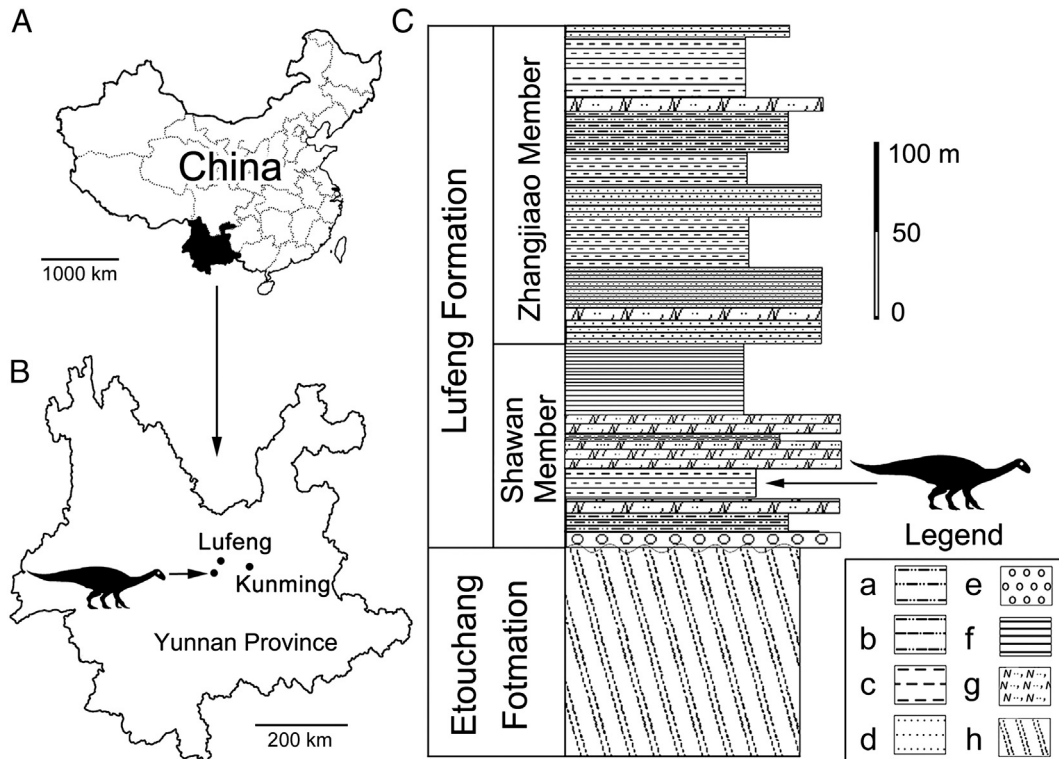 A
China
1000 km
B
Lufeng
Kunming
Yunnan Province
200 km
C
Lufeng Formation
Zhangjiaao Member
Shawan
Member
Etouchang
Fotmation
100 m
50
0
Legend
a
e
b
f
c
g
d
h